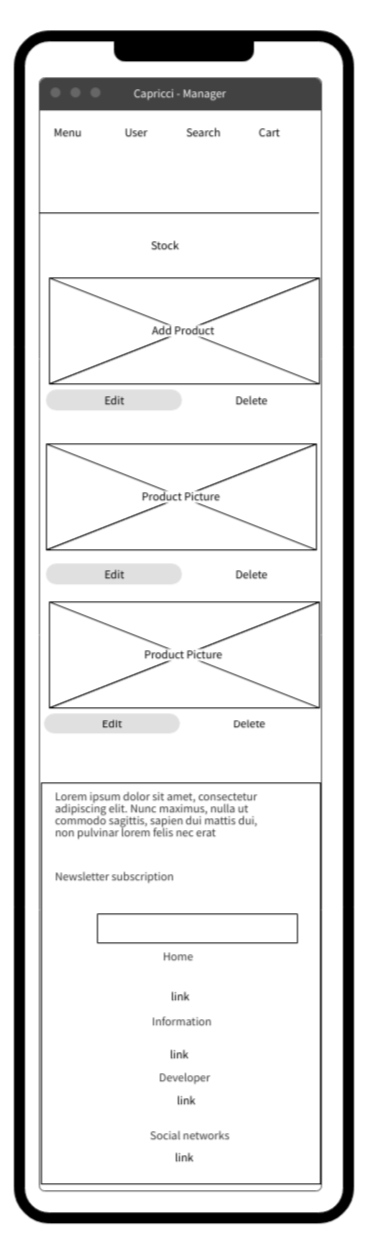 Capricci - Manager
Menu User Search Cart
Stock
Add Product
Edit Delete
Product Picture
Edit Delete
Product Picture
Edit Delete
Lorem ipsum dolor sit amet, consectetur
adipiscing elit. Nunc maximus, nulla ut
commodo sagittis, sapien dui mattis dui,
non pulvinar lorem felis nec erat
Newsletter subscription
Home
link
Information
link
Developer
link
Social networks
link